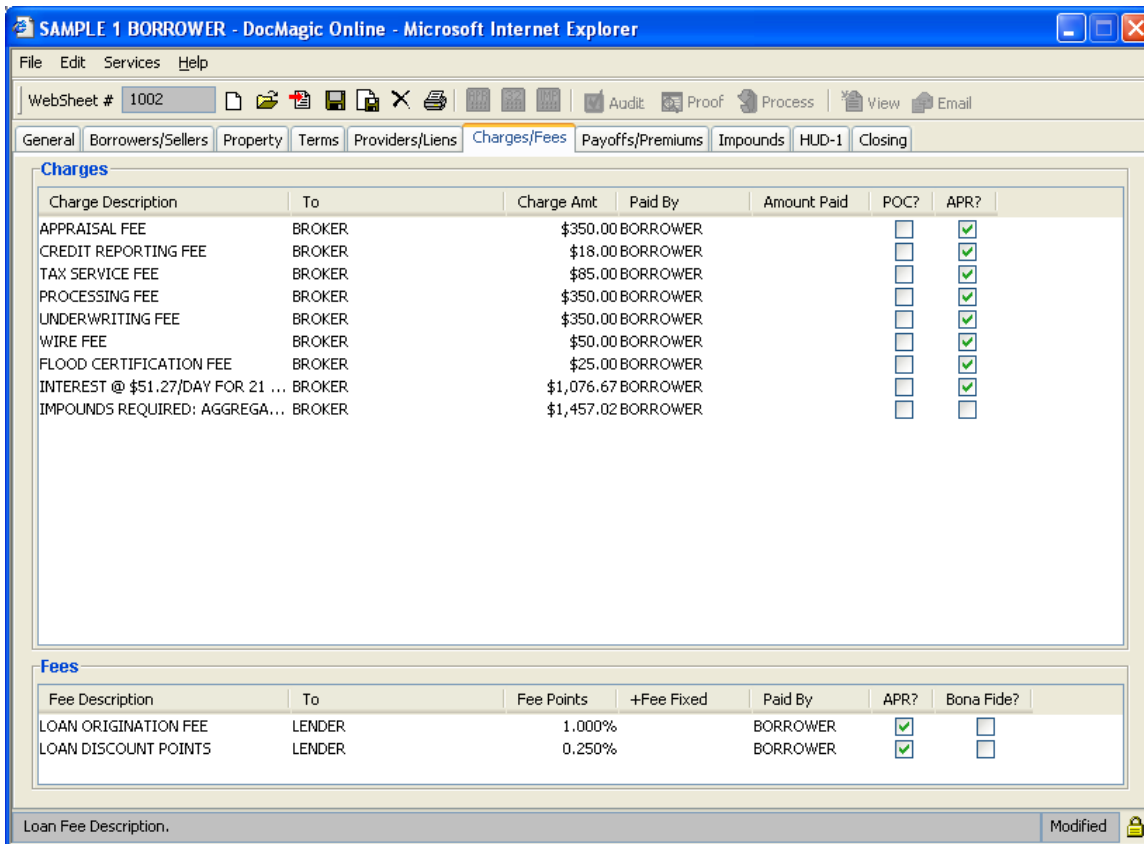 SAMPLE 1 BORROWER - DocMagic Online - Microsoft Internet Explorer
File Edit Services Help
WebSheet # 1002 Audit Proof Process View Email
General Borrowers/Sellers Property Terms Providers/Liens Charges/Fees Payoffs/Premiums Impounds HUD-1 Closing
Charges
Charge Description To Charge Amt Paid By Amount Paid POC? APR?
APPRAISAL FEE BROKER $350.00 BORROWER
CREDIT REPORTING FEE BROKER $18.00 BORROWER
TAX SERVICE FEE BROKER $85.00 BORROWER
PROCESSING FEE BROKER $350.00 BORROWER
UNDERWRITING FEE BROKER $350.00 BORROWER
WIRE FEE BROKER $50.00 BORROWER
FLOOD CERTIFICATION FEE BROKER $25.00 BORROWER
INTEREST @ $51.27/DAY FOR 21 ... BROKER $1,076.67 BORROWER
IMPOUNDS REQUIRED: AGGREGA... BROKER $1,457.02 BORROWER
Fees
Fee Description To Fee Points +Fee Fixed Paid By APR? Bona Fide?
LOAN ORIGINATION FEE LENDER 1.000% BORROWER
LOAN DISCOUNT POINTS LENDER 0.250% BORROWER
Loan Fee Description. Modified